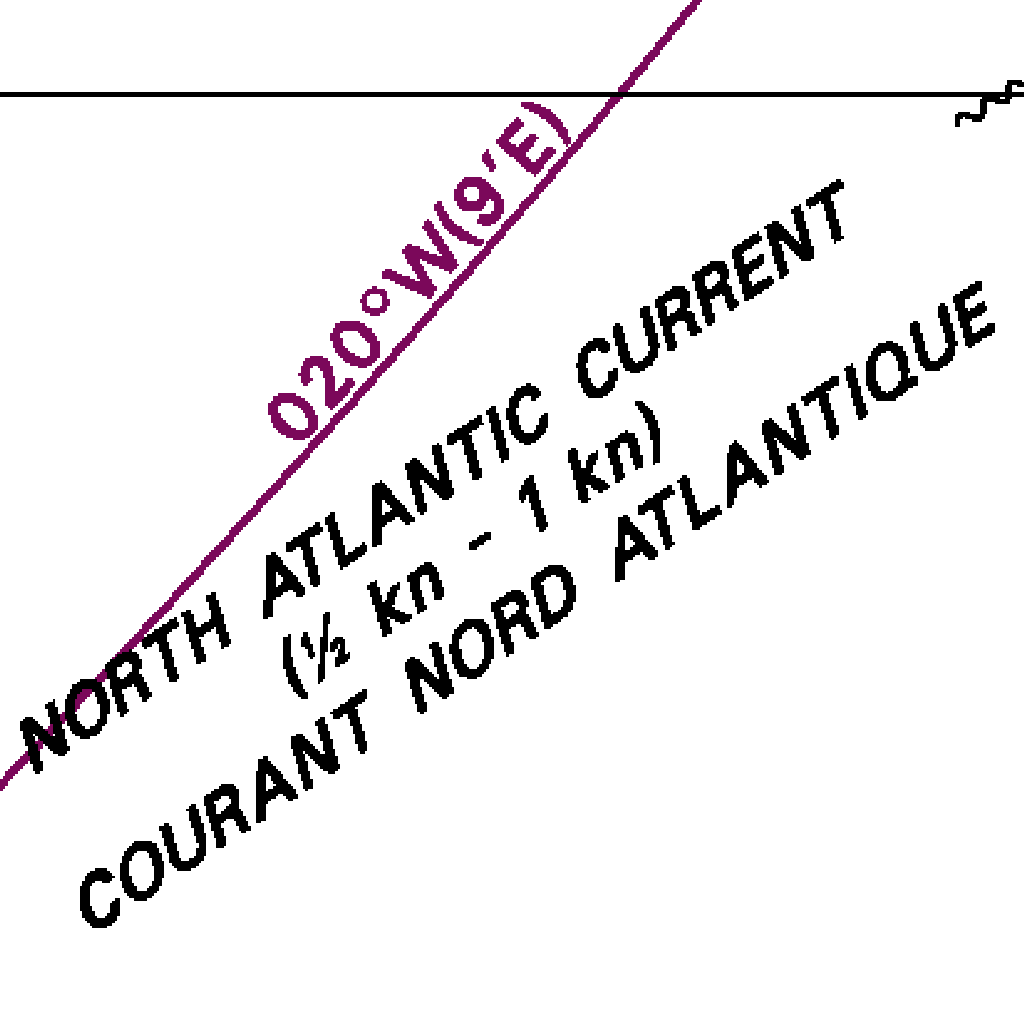 020°W(9'E)
NORTH ATLANTIC CURRENT
(½ kn - 1 kn)
COURANT NORD ATLANTIQUE